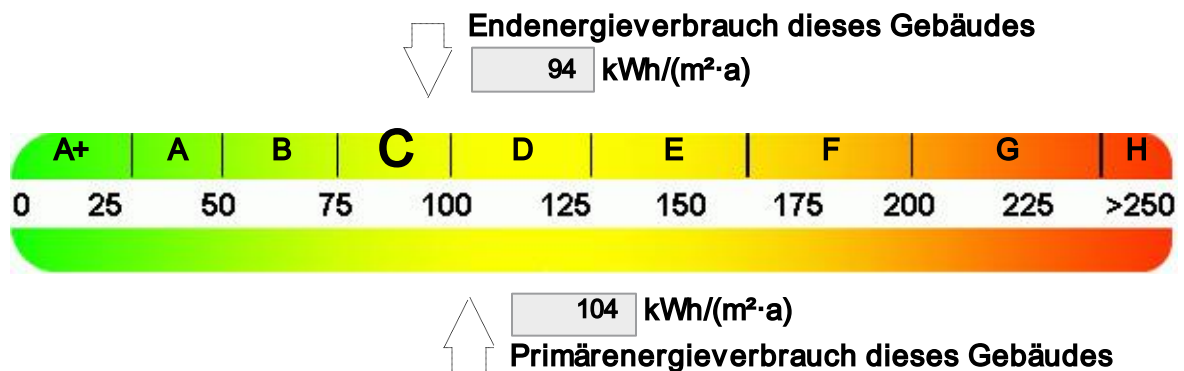 Endenergieverbrauch dieses Gebäudes
94 kWh/(m²·a)
A+ A B C D E F G H
0 25 50 75 100 125 150 175 200 225 >250
104 kWh/(m²·a)
Primärenergieverbrauch dieses Gebäudes